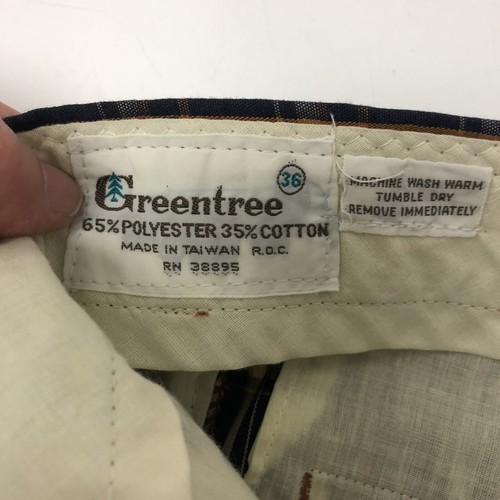 36
Greentree
65% POLYESTER 35% COTTON
MADE IN TAIWAN R.O.C.
RN 38895
MACHINE WASH WARM
TUMBLE DRY
REMOVE IMMEDIATELY